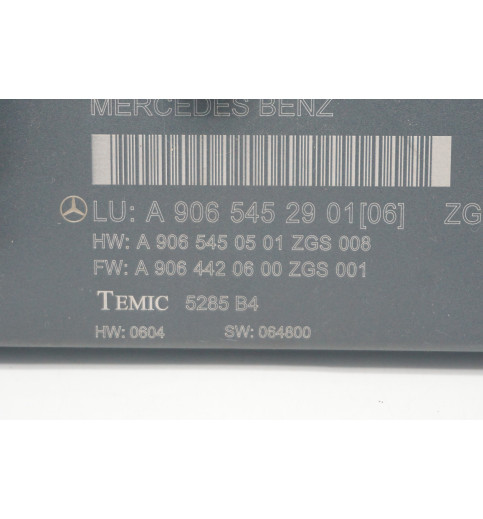 MERCEDES BENZ
LU: A 906 545 29 01[06] ZG
HW: A 906 545 05 01 ZGS 008
FW: A 906 442 06 00 ZGS 001
TEMIC 5285 B4
HW: 0604 SW: 064800